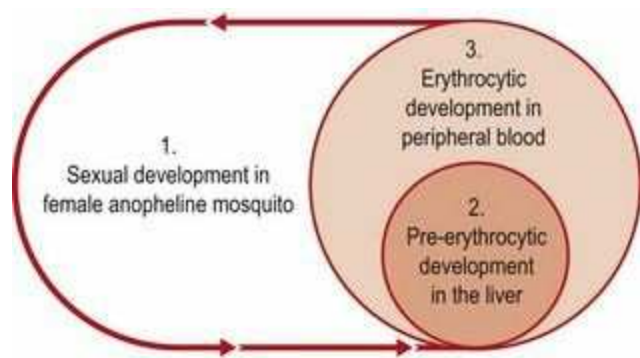 1.
Sexual development in
female anopheline mosquito
3.
Erythrocytic
development in
peripheral blood
2.
Pre-erythrocytic
development
in the liver